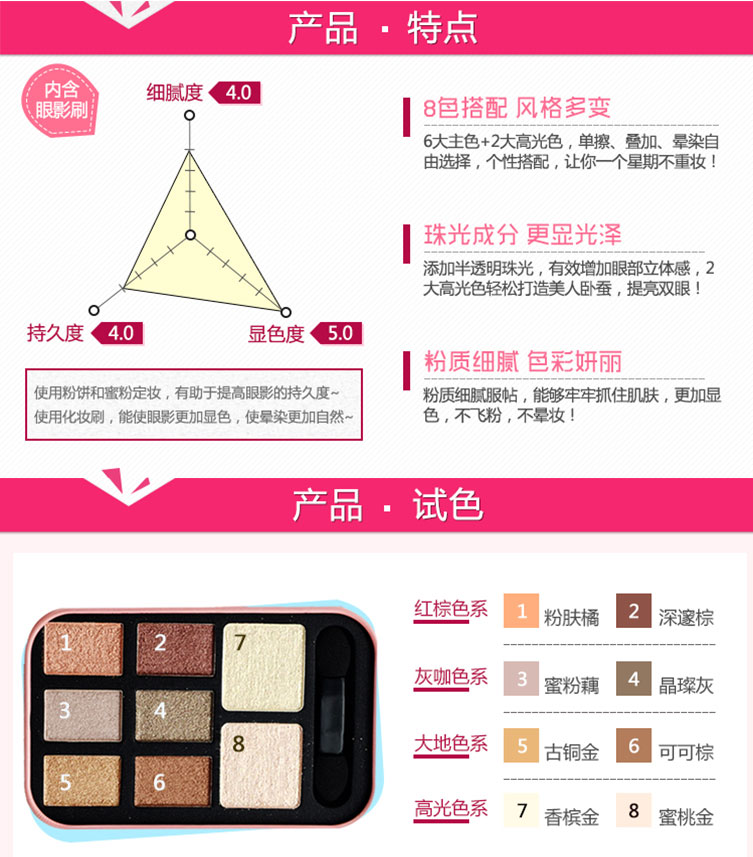 产品 · 特点
内含
眼影刷
细腻度 4.0
持久度 4.0
显色度 5.0
使用粉饼和蜜粉定妆，有助于提高眼影的持久度~
使用化妆刷，能使眼影更加显色，使晕染更加自然~
8色搭配 风格多变
6大主色+2大高光色，单擦、叠加、晕染自
由选择，个性搭配，让你一个星期不重妆！
珠光成分 更显光泽
添加半透明珠光，有效增加眼部立体感，2
大高光色轻松打造美人卧蚕，提亮双眼！
粉质细腻 色彩妍丽
粉质细腻服帖，能够牢牢抓住肌肤，更加显
色，不飞粉，不晕妆！
产品 · 试色
1 2 7
3 4
8
5 6
红棕色系 1 粉肤橘 2 深邃棕
灰咖色系 3 蜜粉藕 4 晶璨灰
大地色系 5 古铜金 6 可可棕
高光色系 7 香槟金 8 蜜桃金